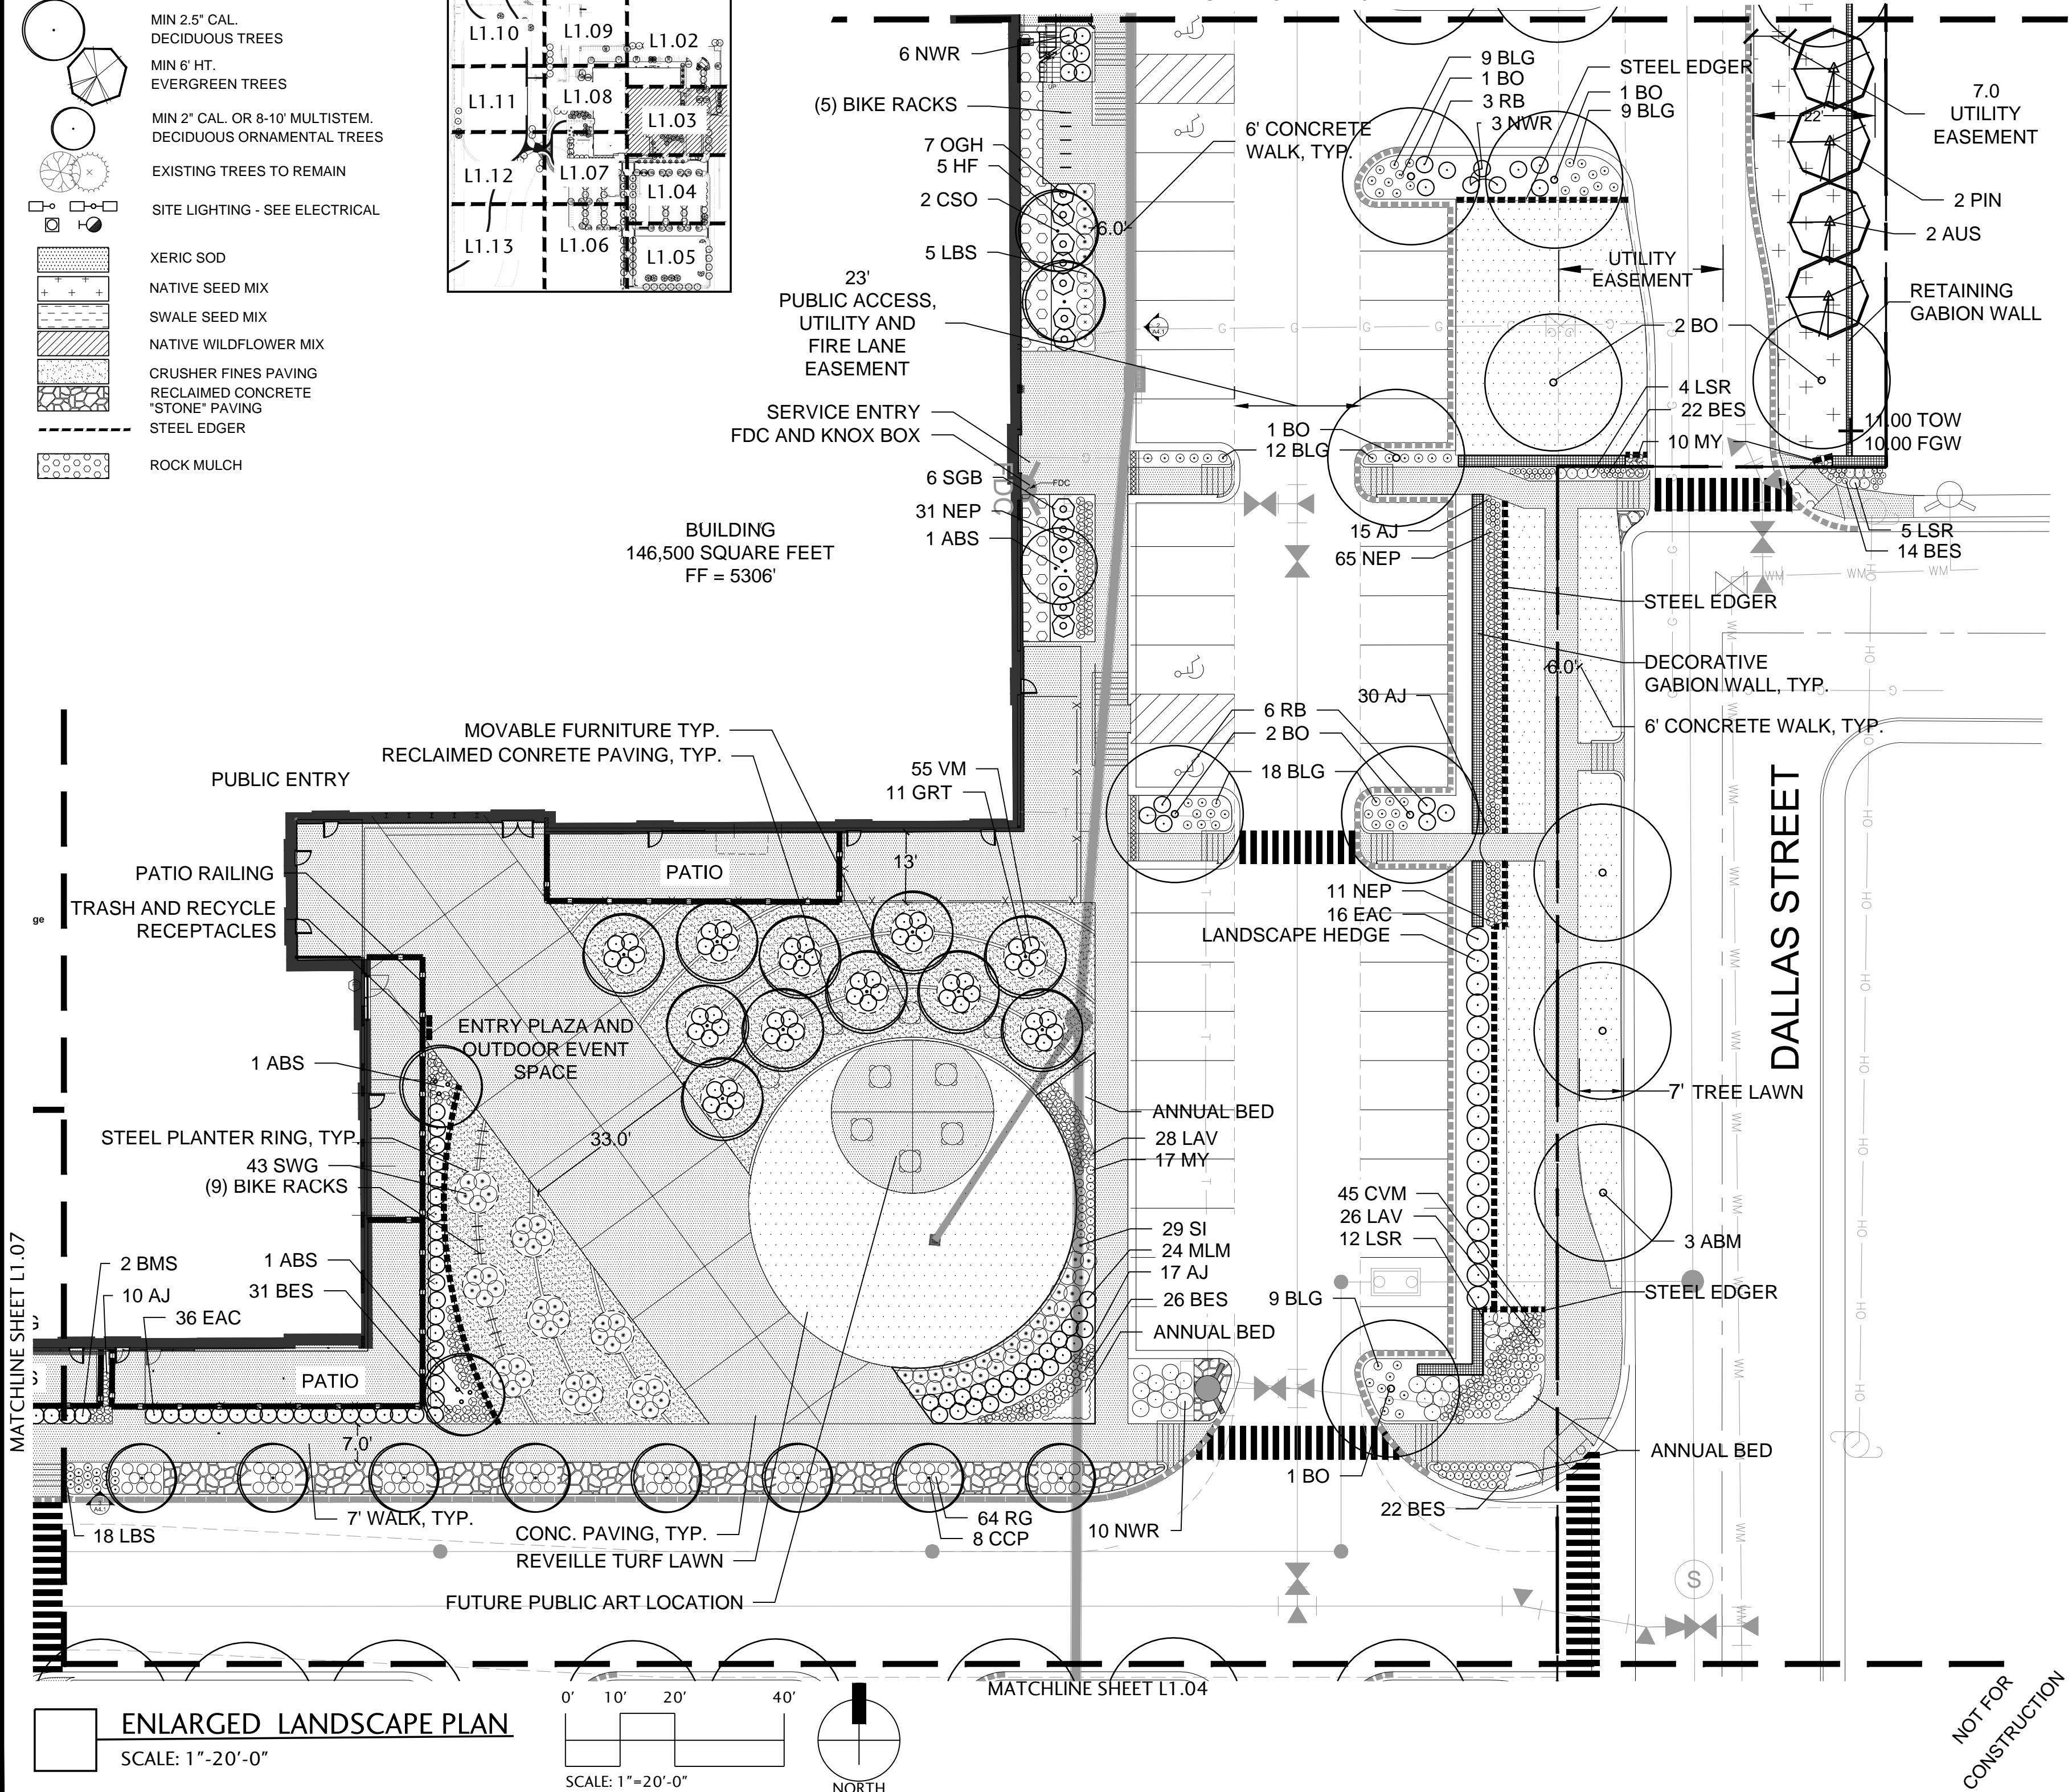 MIN 2.5" CAL.
DECIDUOUS TREES
MIN 6' HT.
EVERGREEN TREES
MIN 2" CAL. OR 8-10' MULTISTEM.
DECIDUOUS ORNAMENTAL TREES
EXISTING TREES TO REMAIN
SITE LIGHTING - SEE ELECTRICAL
XERIC SOD
NATIVE SEED MIX
SWALE SEED MIX
NATIVE WILDFLOWER MIX
CRUSHER FINES PAVING
RECLAIMED CONCRETE
"STONE" PAVING
STEEL EDGER
ROCK MULCH
L1.10
L1.09
L1.02
L1.11
L1.08
L1.03
L1.12
L1.07
L1.04
L1.13
L1.06
L1.05
6 NWR
(5) BIKE RACKS
7 OGH
5 HF
2 CSO
5 LBS
6.0'
6' CONCRETE
WALK, TYP.
23'
PUBLIC ACCESS,
UTILITY AND
FIRE LANE
EASEMENT
SERVICE ENTRY
FDC AND KNOX BOX
6 SGB
31 NEP
1 ABS
FDC
FDC
BUILDING
146,500 SQUARE FEET
FF = 5306'
9 BLG
1 BO
3 RB
3 NWR
STEEL EDGER
1 BO
9 BLG
22'
7.0
UTILITY
EASEMENT
2 PIN
2 AUS
UTILITY
EASEMENT
RETAINING
GABION WALL
2 BO
4 LSR
22 BES
10 MY
11.00 TOW
10.00 FGW
1 BO
12 BLG
15 AJ
65 NEP
5 LSR
14 BES
STEEL EDGER
DECORATIVE
GABION WALL, TYP.
6.0'
6' CONCRETE WALK, TYP.
30 AJ
6 RB
2 BO
18 BLG
MOVABLE FURNITURE TYP.
RECLAIMED CONRETE PAVING, TYP.
55 VM
11 GRT
PUBLIC ENTRY
PATIO
13'
PATIO RAILING
TRASH AND RECYCLE
RECEPTACLES
ge
11 NEP
16 EAC
LANDSCAPE HEDGE
DALLAS STREET
ENTRY PLAZA AND
OUTDOOR EVENT
SPACE
1 ABS
33.0'
STEEL PLANTER RING, TYP.
43 SWG
(9) BIKE RACKS
7' TREE LAWN
ANNUAL BED
28 LAV
17 MY
45 CVM
26 LAV
12 LSR
3 ABM
29 SI
24 MLM
17 AJ
26 BES
ANNUAL BED
9 BLG
STEEL EDGER
2 BMS
10 AJ
36 EAC
1 ABS
31 BES
MATCHLINE SHEET L1.07
PATIO
7.0'
ANNUAL BED
1 BO
22 BES
18 LBS
7' WALK, TYP.
CONC. PAVING, TYP.
REVEILLE TURF LAWN
FUTURE PUBLIC ART LOCATION
64 RG
8 CCP
10 NWR
S
MATCHLINE SHEET L1.04
ENLARGED LANDSCAPE PLAN
SCALE: 1"-20'-0"
0' 10' 20' 40'
SCALE: 1"=20'-0"
NORTH
NOT FOR
CONSTRUCTION